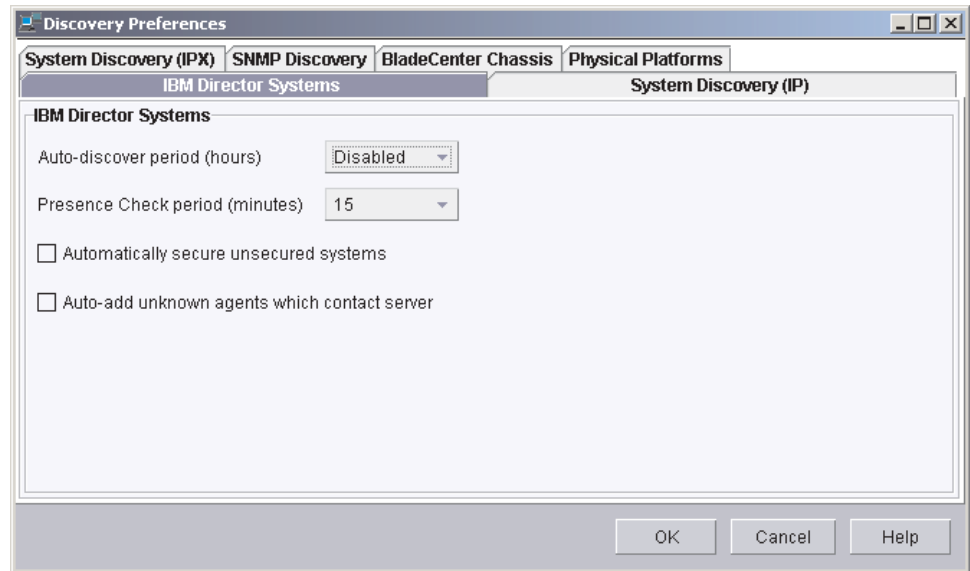 Discovery Preferences
System Discovery (IPX) SNMP Discovery BladeCenter Chassis Physical Platforms
IBM Director Systems System Discovery (IP)
IBM Director Systems
Auto-discover period (hours) Disabled
Presence Check period (minutes) 15
Automatically secure unsecured systems
Auto-add unknown agents which contact server
OK Cancel Help